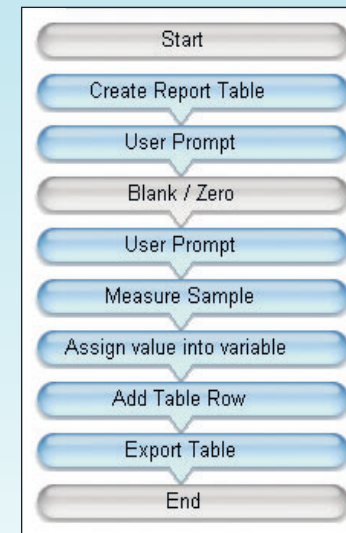 Start
Create Report Table
User Prompt
Blank / Zero
User Prompt
Measure Sample
Assign value into variable
Add Table Row
Export Table
End